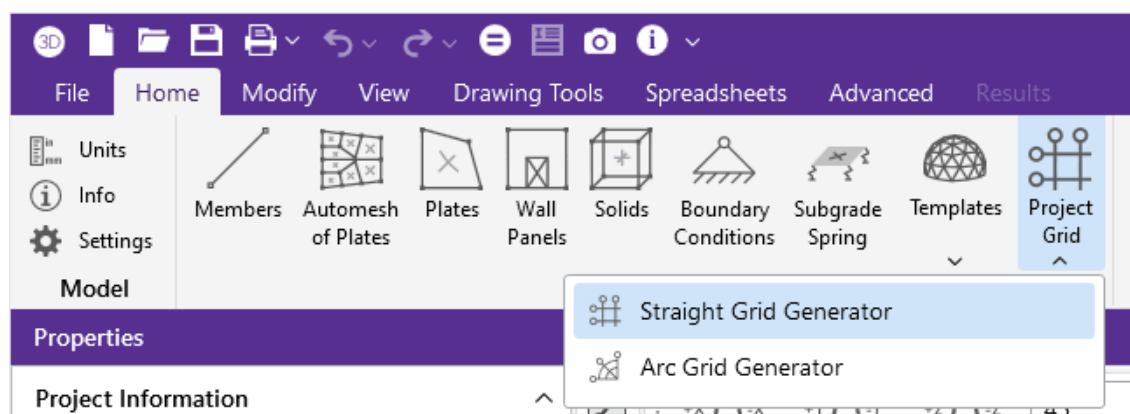 3D
File Home Modify View Drawing Tools Spreadsheets Advanced Results
Units
Info
Settings
Model
Members
Automesh
of Plates
Plates
Wall
Panels
Solids
Boundary
Conditions
Subgrade
Spring
Templates
Project
Grid
Straight Grid Generator
Arc Grid Generator
Properties
Project Information